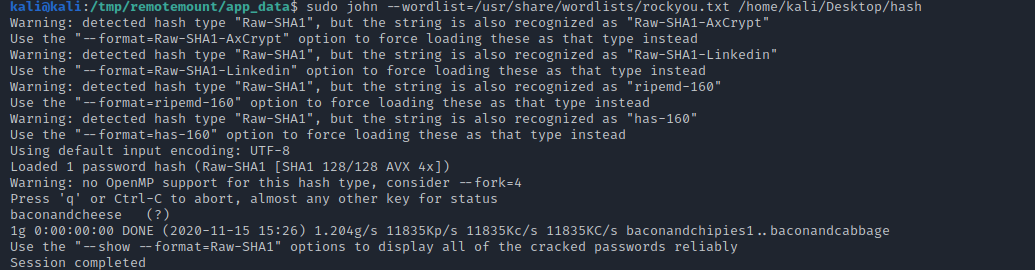 kali@kali:/tmp/remotemount/app_data$ sudo john --wordlist=/usr/share/wordlists/rockyou.txt /home/kali/Desktop/hash
Warning: detected hash type "Raw-SHA1", but the string is also recognized as "Raw-SHA1-AxCrypt"
Use the "--format=Raw-SHA1-AxCrypt" option to force loading these as that type instead
Warning: detected hash type "Raw-SHA1", but the string is also recognized as "Raw-SHA1-Linkedin"
Use the "--format=Raw-SHA1-Linkedin" option to force loading these as that type instead
Warning: detected hash type "Raw-SHA1", but the string is also recognized as "ripemd-160"
Use the "--format=ripemd-160" option to force loading these as that type instead
Warning: detected hash type "Raw-SHA1", but the string is also recognized as "has-160"
Use the "--format=has-160" option to force loading these as that type instead
Using default input encoding: UTF-8
Loaded 1 password hash (Raw-SHA1 [SHA1 128/128 AVX 4x])
Warning: no OpenMP support for this hash type, consider --fork=4
Press 'q' or Ctrl-C to abort, almost any other key for status
baconandcheese   (?)
1g 0:00:00:00 DONE (2020-11-15 15:26) 1.204g/s 11835Kp/s 11835Kc/s 11835KC/s baconandchipies1..baconandcabbage
Use the "--show --format=Raw-SHA1" options to display all of the cracked passwords reliably
Session completed